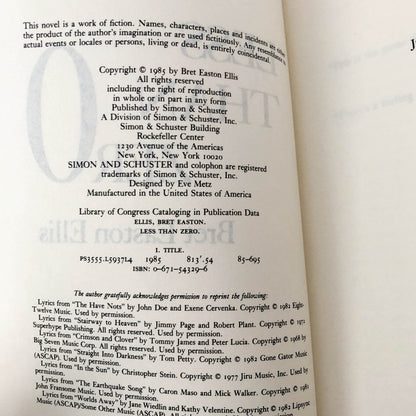 This novel is a work of fiction. Names, characters, places and incidents are either
the product of the author's imagination or are used fictitiously. Any resemblance to
actual events or locales or persons, living or dead, is entirely coincidental.
Copyright © 1985 by Bret Easton Ellis
All rights reserved
including the right of reproduction
in whole or in part in any form
Published by Simon & Schuster
A Division of Simon & Schuster, Inc.
Simon & Schuster Building
Rockefeller Center
1230 Avenue of the Americas
New York, New York 10020
SIMON AND SCHUSTER and colophon are registered
trademarks of Simon & Schuster, Inc.
Designed by Eve Metz
Manufactured in the United States of America
Library of Congress Cataloging in Publication Data
ELLIS, BRET EASTON.
LESS THAN ZERO.
I. TITLE.
PS3555.L5937L4 1985 813'.54 85-695
ISBN: 0-671-54329-6
The author gratefully acknowledges permission to reprint the following:
Lyrics from "The Have Nots" by John Doe and Exene Cervenka. Copyright © 1982 Eight-
Twelve Music. Used by permission.
Lyrics from "Stairway to Heaven" by Jimmy Page and Robert Plant. Copyright © 1972
Superhype Publishing. All rights reserved. Used by permission.
Lyrics from "Crimson and Clover" by Tommy James and Peter Lucia. Copyright © 1968 by
Big Seven Music Corp. All rights reserved. Used by permission.
Lyrics from "Straight Into Darkness" by Tom Petty. Copyright © 1982 Gone Gator Music
(ASCAP). Used by permission.
Lyrics from "In the Sun" by Christopher Stein. Copyright © 1977 Jiru Music, Inc. Used by
permission.
Lyrics from "The Earthquake Song" by Caron Maso and Mick Walker. Copyright © 1981
John Fransome Music. Used by permission.
Lyrics from "Worlds Away" by Jane Wiedlin and Kathy Valentine. Copyright © 1982 Lipsync
Music (ASCAP)/Some Other Music (ASCAP).
J